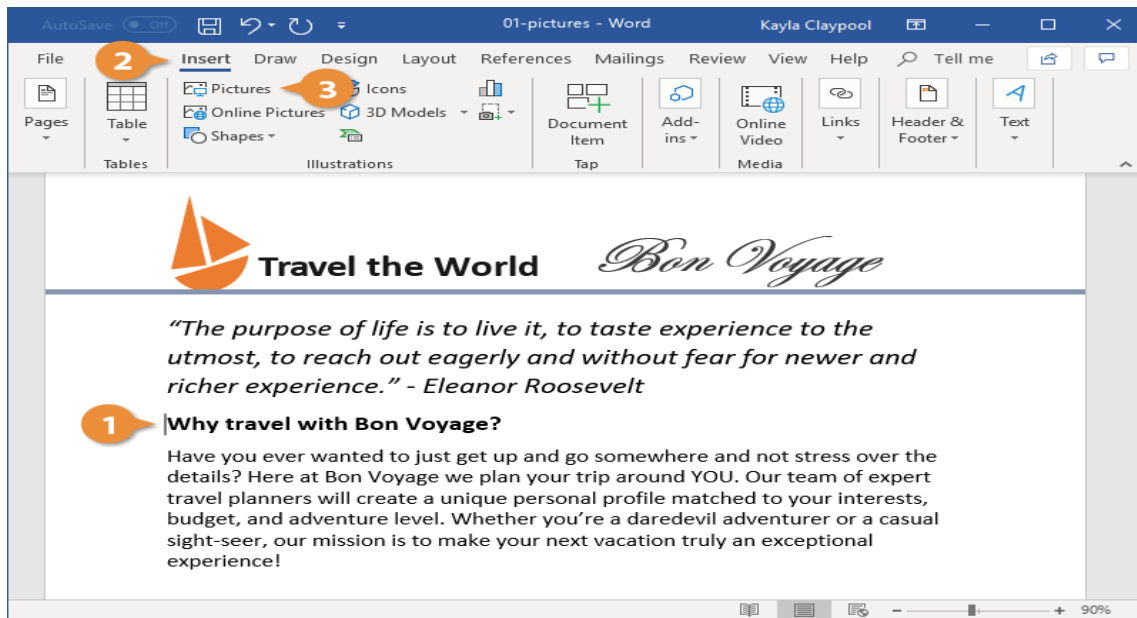 AutoSave Off 01-pictures - Word Kayla Claypool
File 2 Insert Draw Design Layout References Mailings Review View Help Tell me
Pictures 3 Icons
Online Pictures 3D Models
Shapes
Pages
Table
Document Item
Add-ins
Online Video
Links
Header & Footer
Text
Tables Illustrations Tap Media
Travel the World Bon Voyage
“The purpose of life is to live it, to taste experience to the
utmost, to reach out eagerly and without fear for newer and
richer experience.” - Eleanor Roosevelt
1 Why travel with Bon Voyage?
Have you ever wanted to just get up and go somewhere and not stress over the
details? Here at Bon Voyage we plan your trip around YOU. Our team of expert
travel planners will create a unique personal profile matched to your interests,
budget, and adventure level. Whether you’re a daredevil adventurer or a casual
sight-seer, our mission is to make your next vacation truly an exceptional
experience!
90%